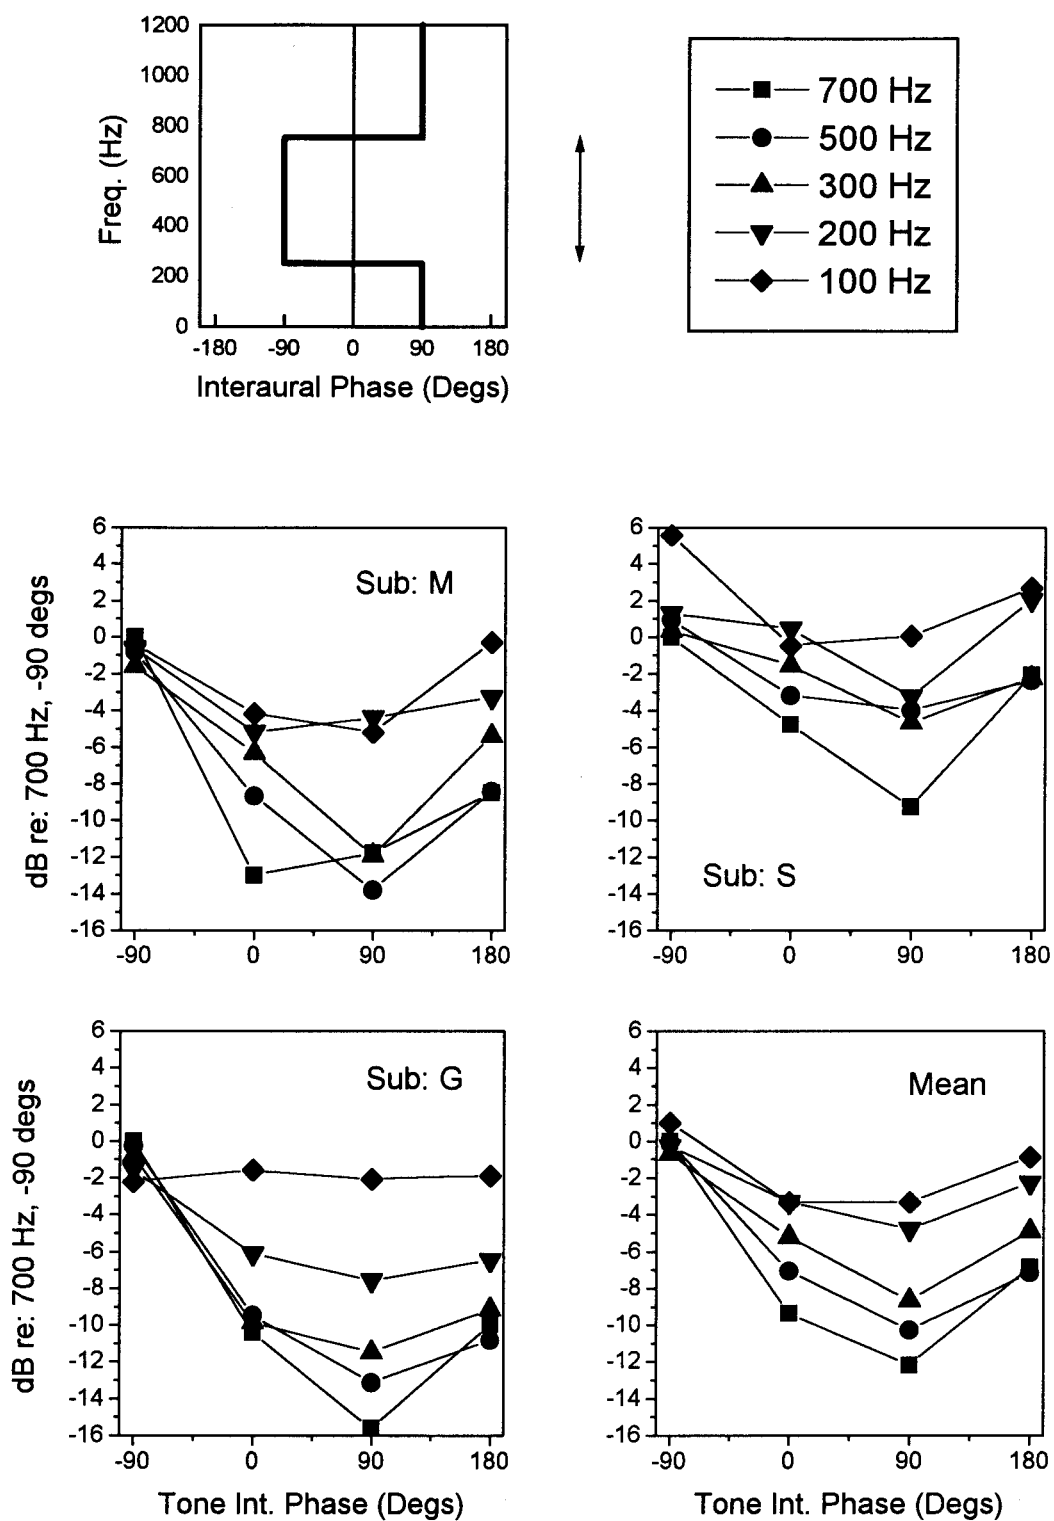 1200
1000
800
600
400
200
0
Freq. (Hz)
-180 -90 0 90 180
Interaural Phase (Degs)
700 Hz
500 Hz
300 Hz
200 Hz
100 Hz
6
4
2
0
-2
-4
-6
-8
-10
-12
-14
-16
dB re: 700 Hz, -90 degs
Sub: M
-90 0 90 180
6
4
2
0
-2
-4
-6
-8
-10
-12
-14
-16
Sub: S
-90 0 90 180
6
4
2
0
-2
-4
-6
-8
-10
-12
-14
-16
dB re: 700 Hz, -90 degs
Sub: G
-90 0 90 180
Tone Int. Phase (Degs)
6
4
2
0
-2
-4
-6
-8
-10
-12
-14
-16
Mean
-90 0 90 180
Tone Int. Phase (Degs)